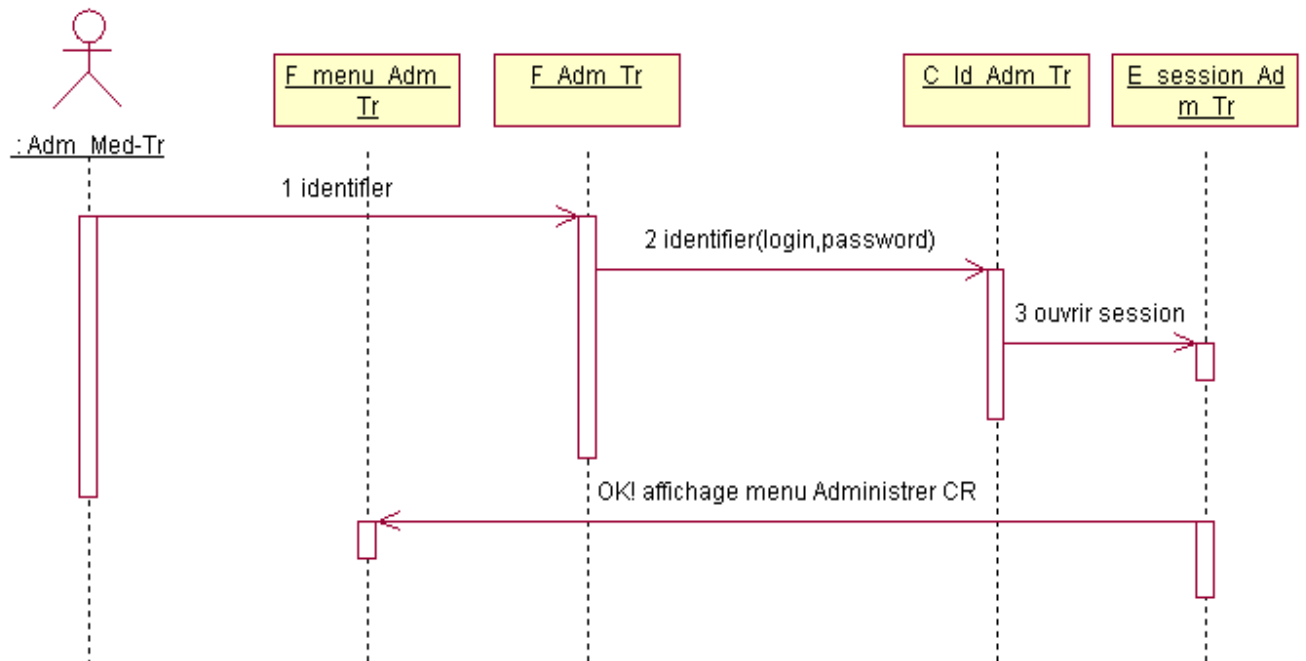 F_menu_Adm_
Tr
F_Adm_Tr
C_Id_Adm_Tr
E_session_Ad
m_Tr
: Adm_Med-Tr
1 identifier
2 identifier(login,password)
3 ouvrir session
OK! affichage menu Administrer CR